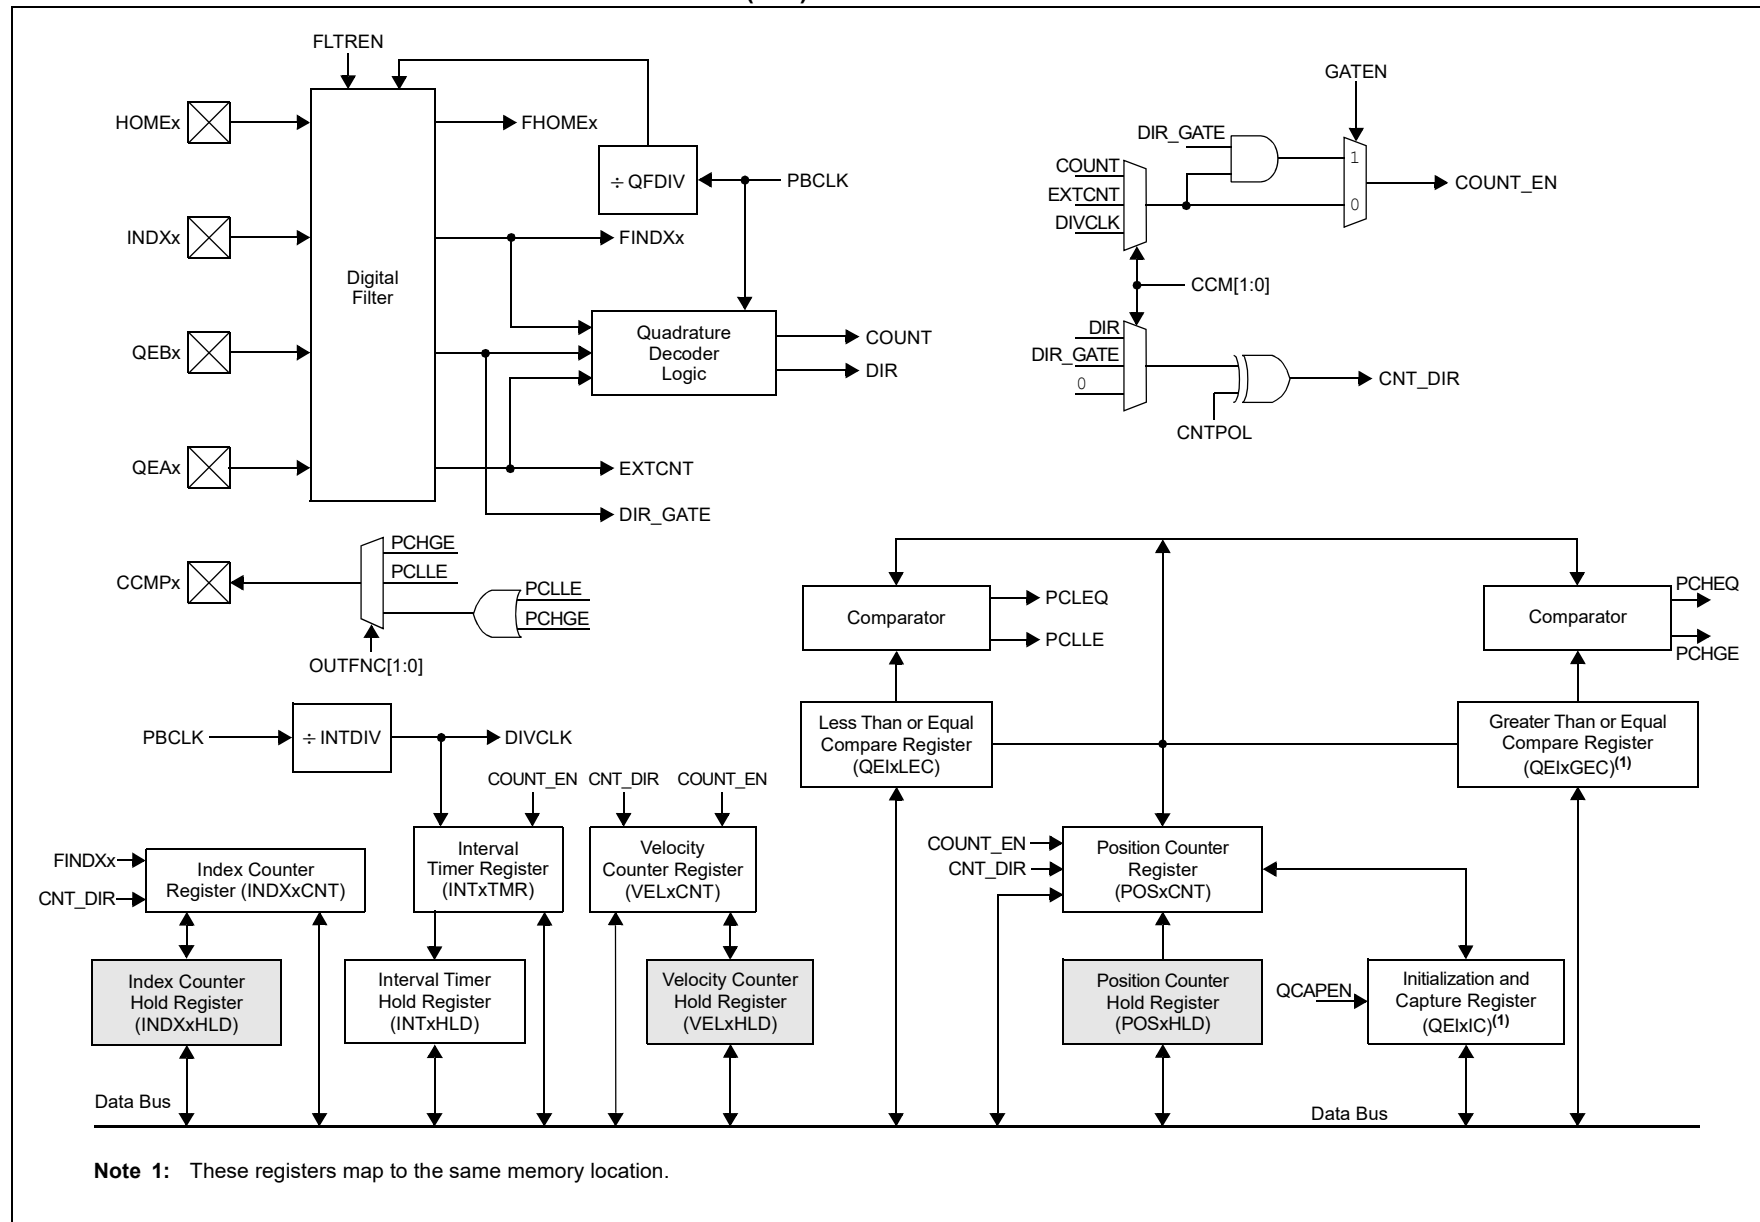 FLTREN
GATEN
HOMEx
FHOMEx
DIR_GATE
1
÷ QFDIV
PBCLK
COUNT
COUNT_EN
EXTCNT
0
DIVCLK
INDXx
FINDXx
Digital
Filter
CCM[1:0]
QEBx
Quadrature
Decoder
Logic
COUNT
DIR
DIR
DIR_GATE
0
CNT_DIR
CNTPOL
QEAx
EXTCNT
DIR_GATE
CCMPx
PCHGE
PCLLE
PCLLE
PCHGE
OUTFNC[1:0]
Comparator
PCLEQ
PCLLE
Comparator
PCHEQ
PCHGE
PBCLK
÷ INTDIV
DIVCLK
Less Than or Equal
Compare Register
(QEIxLEC)
Greater Than or Equal
Compare Register
(QEIxGEC)(1)
COUNT_EN
CNT_DIR
COUNT_EN
FINDXx
CNT_DIR
Index Counter
Register (INDXxCNT)
Interval
Timer Register
(INTxTMR)
Velocity
Counter Register
(VELxCNT)
COUNT_EN
CNT_DIR
Position Counter
Register
(POSxCNT)
Index Counter
Hold Register
(INDXxHLD)
Interval Timer
Hold Register
(INTxHLD)
Velocity Counter
Hold Register
(VELxHLD)
Position Counter
Hold Register
(POSxHLD)
QCAPEN
Initialization and
Capture Register
(QEIxIC)(1)
Data Bus
Data Bus
Note 1: These registers map to the same memory location.